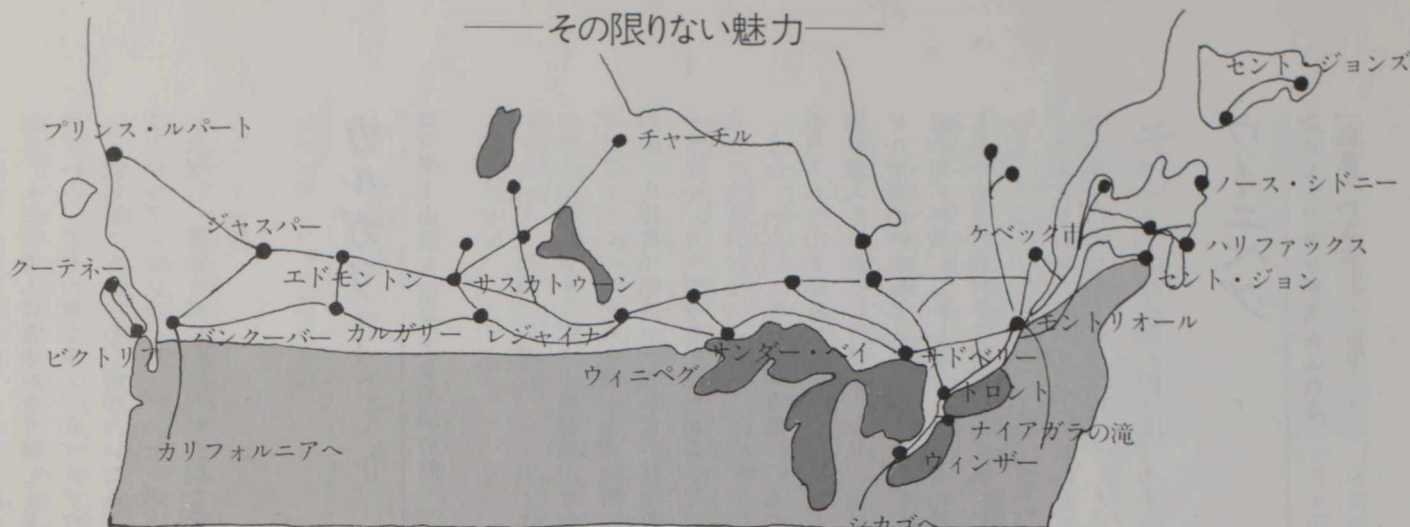 その限りない魅力
セント・ジョンズ
プリンス・ルパート
チャーチル
ノース・シドニー
ジャスパー
ケベック市
ハリファックス
クーテネー
エドモントン
サスカトゥーン
セント・ジョン
バンクーバー
カルガリー
レジャイナ
モントリオール
ビクトリア
サンダー・ベイ
サドベリー
ウィニペグ
トロント
ナイアガラの滝
カリフォルニアへ
ウィンザー
シカゴへ